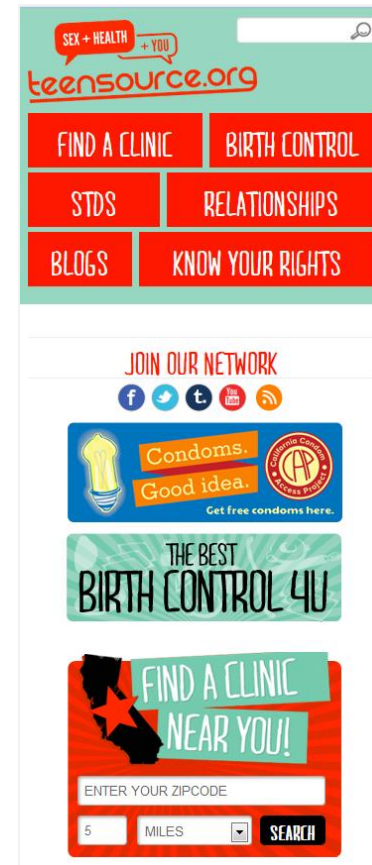 SEX + HEALTH
+ YOU
teensource.org
FIND A CLINIC
BIRTH CONTROL
STDS
RELATIONSHIPS
BLOGS
KNOW YOUR RIGHTS
JOIN OUR NETWORK
f
t.
You
Tube
Condoms.
Good idea.
California Condom
CAP
Access Project
Get free condoms here.
THE BEST
BIRTH CONTROL 4U
FIND A CLINIC
NEAR YOU!
ENTER YOUR ZIPCODE
5 MILES SEARCH